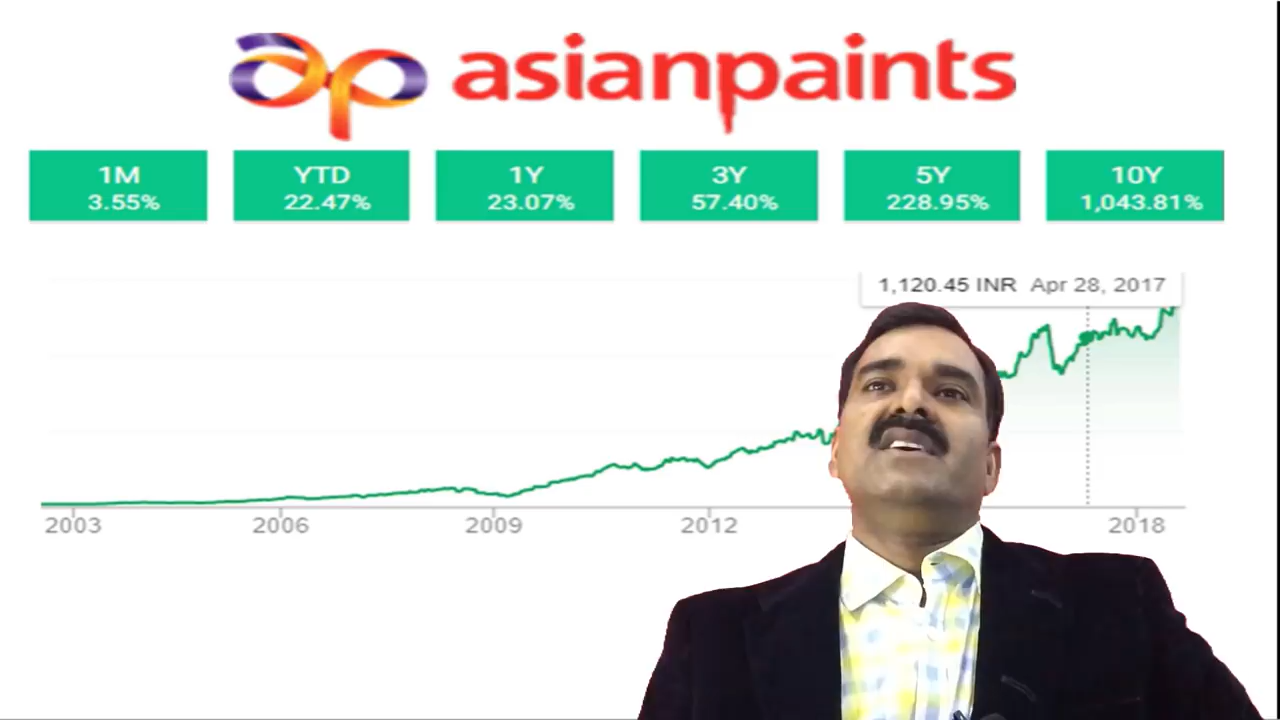 asianpaints
1M YTD 1Y 3Y 5Y 10Y
3.55% 22.47% 23.07% 57.40% 228.95% 1,043.81%
1,120.45 INR Apr 28, 2017
2003 2006 2009 2012 2018